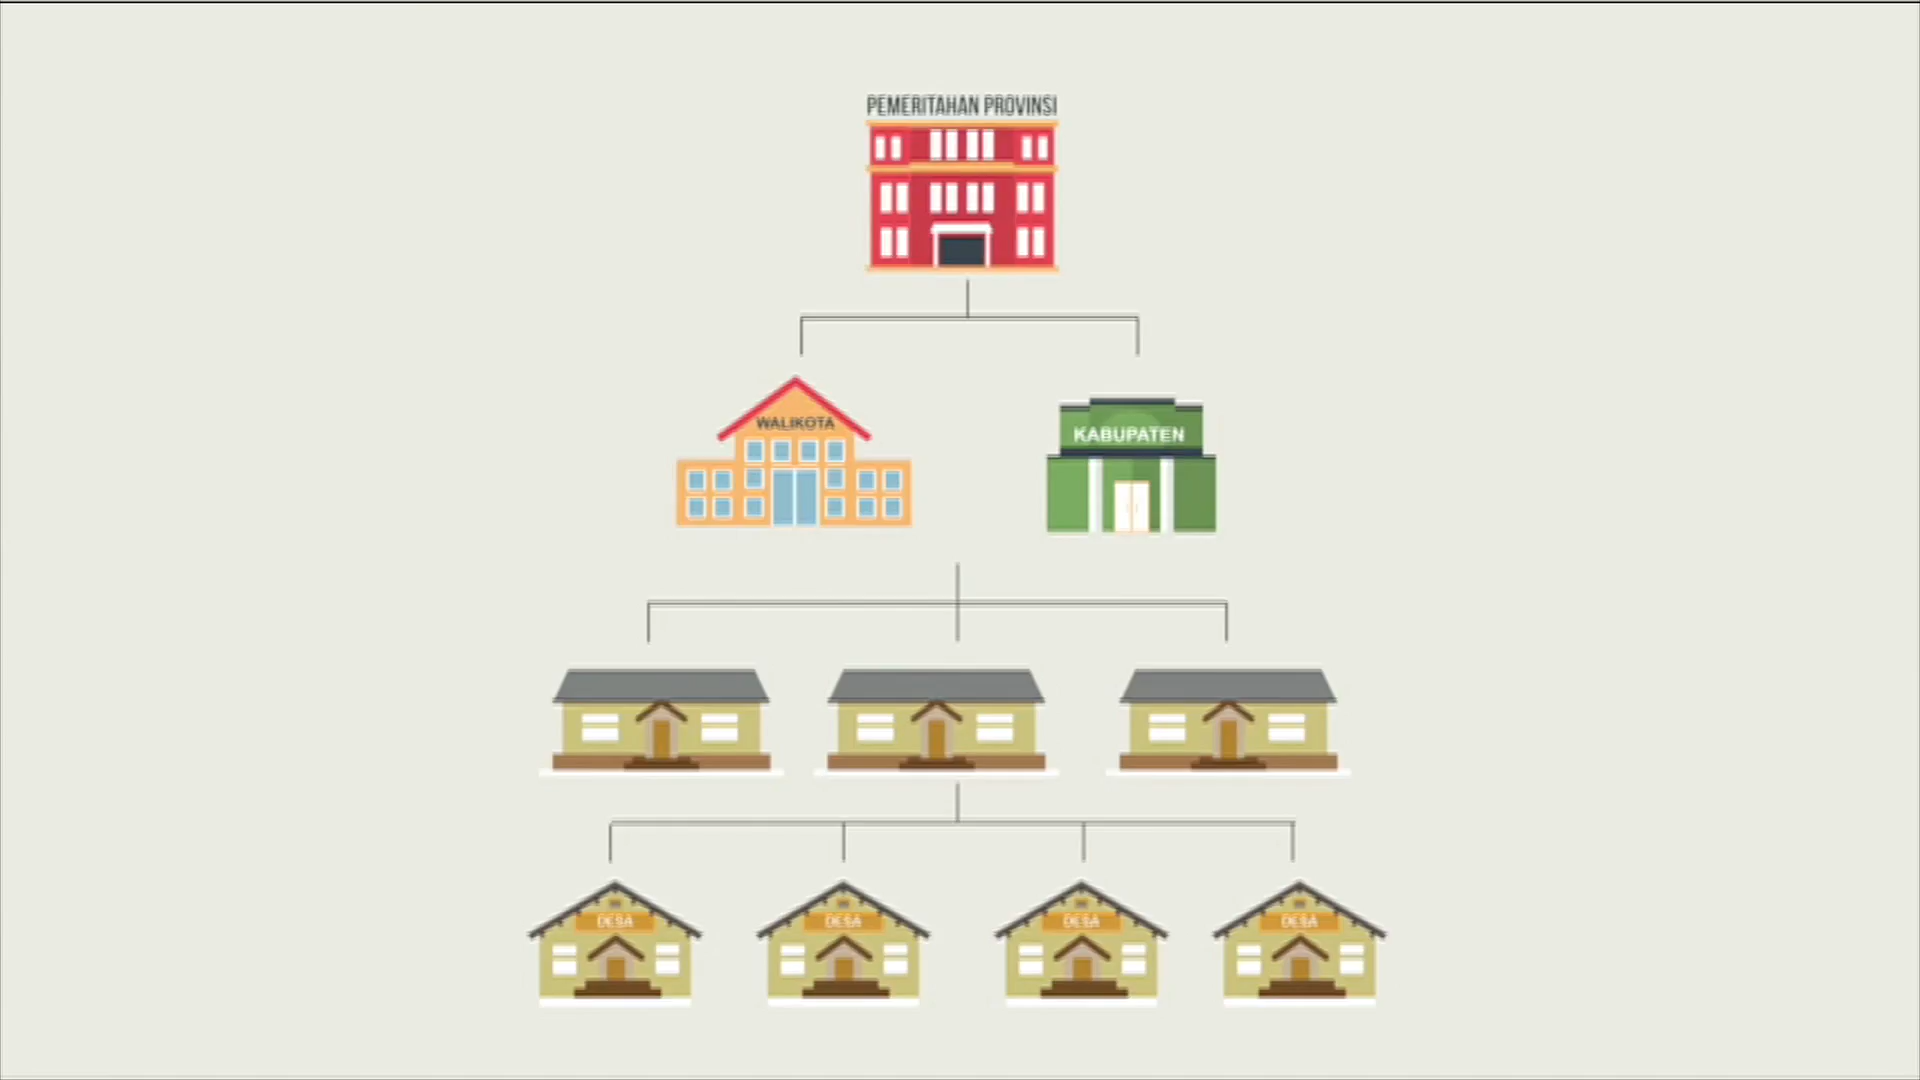 PEMERITAHAN PROVINSI
WALIKOTA
KABUPATEN
DESA
DESA
DESA
DESA